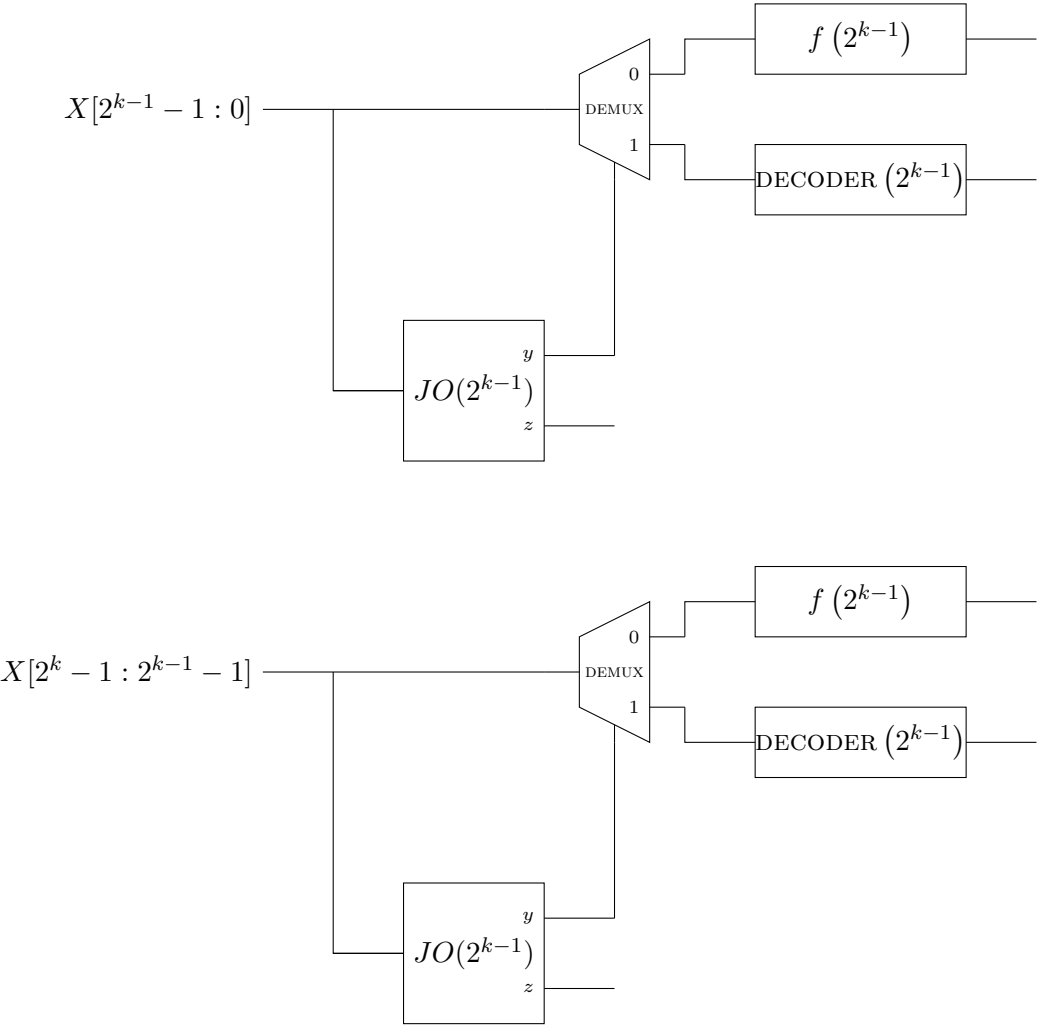 f (2^{k-1})
0
X[2^{k-1} − 1 : 0]
DEMUX
1
DECODER (2^{k-1})
y
JO(2^{k-1})
z
f (2^{k-1})
0
X[2^k − 1 : 2^{k-1} − 1]
DEMUX
1
DECODER (2^{k-1})
y
JO(2^{k-1})
z